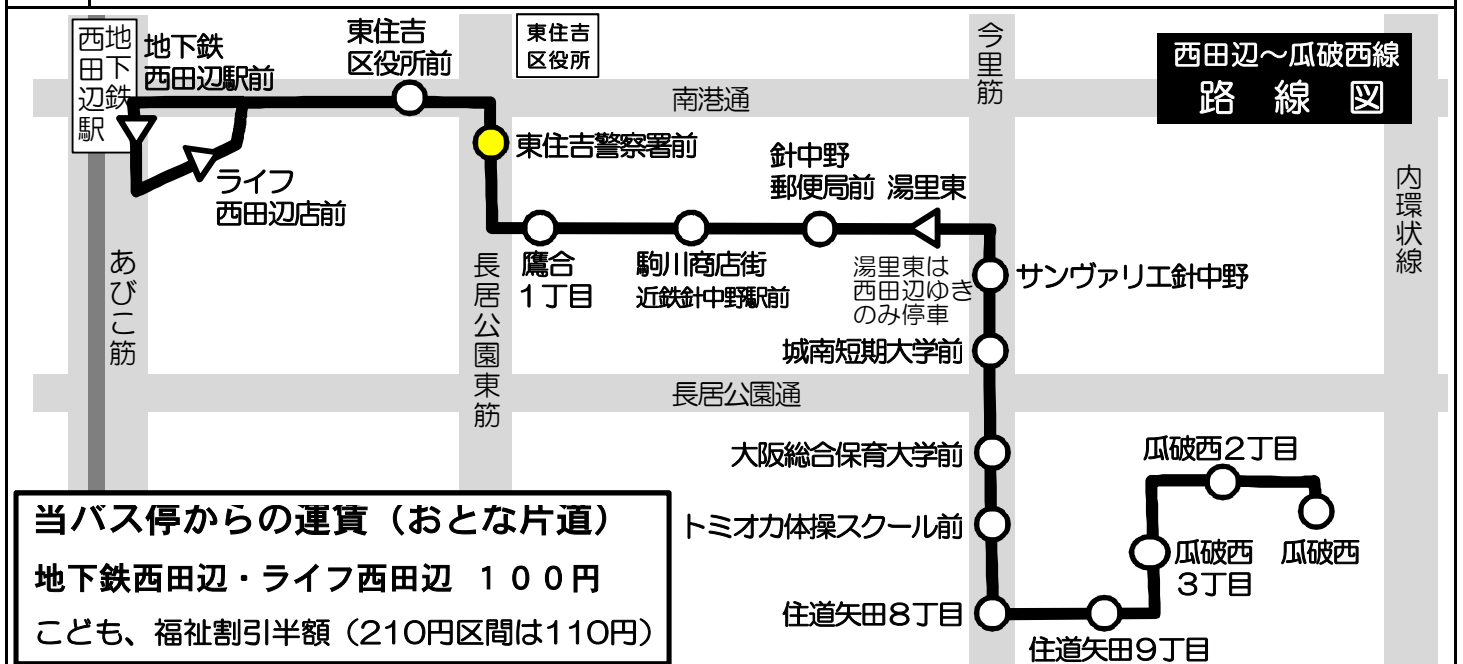 西田辺～瓜破西線
路線図
地下鉄
西田辺駅
地下鉄
西田辺駅前
東住吉
区役所前
東住吉
区役所
南港通
今里筋
内環状線
東住吉警察署前
ライフ
西田辺店前
針中野
郵便局前
湯里東
あびこ筋
長居公園東筋
鷹合
1丁目
駒川商店街
近鉄針中野駅前
湯里東は
西田辺ゆき
のみ停車
サンヴァリエ針中野
城南短期大学前
長居公園通
大阪総合保育大学前
トミオカ体操スクール前
住道矢田8丁目
住道矢田9丁目
瓜破西2丁目
瓜破西
3丁目
瓜破西
当バス停からの運賃（おとな片道）
地下鉄西田辺・ライフ西田辺 １００円
こども、福祉割引半額（210円区間は110円）